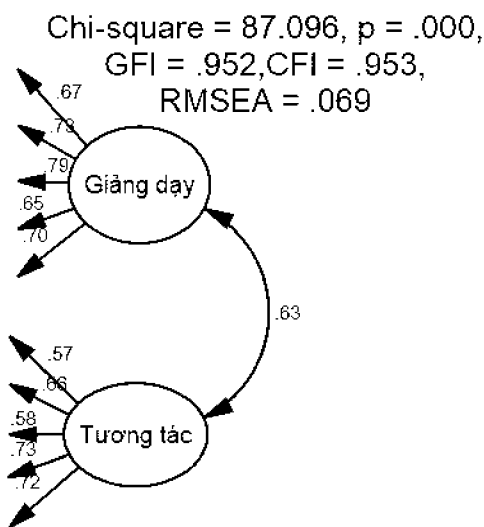 Chi-square = 87.096, p = .000,
GFI = .952,CFI = .953,
RMSEA = .069
.67
.73
.79
.65
.70
Giảng dạy
.63
.57
.66
.58
.73
.72
Tương tác